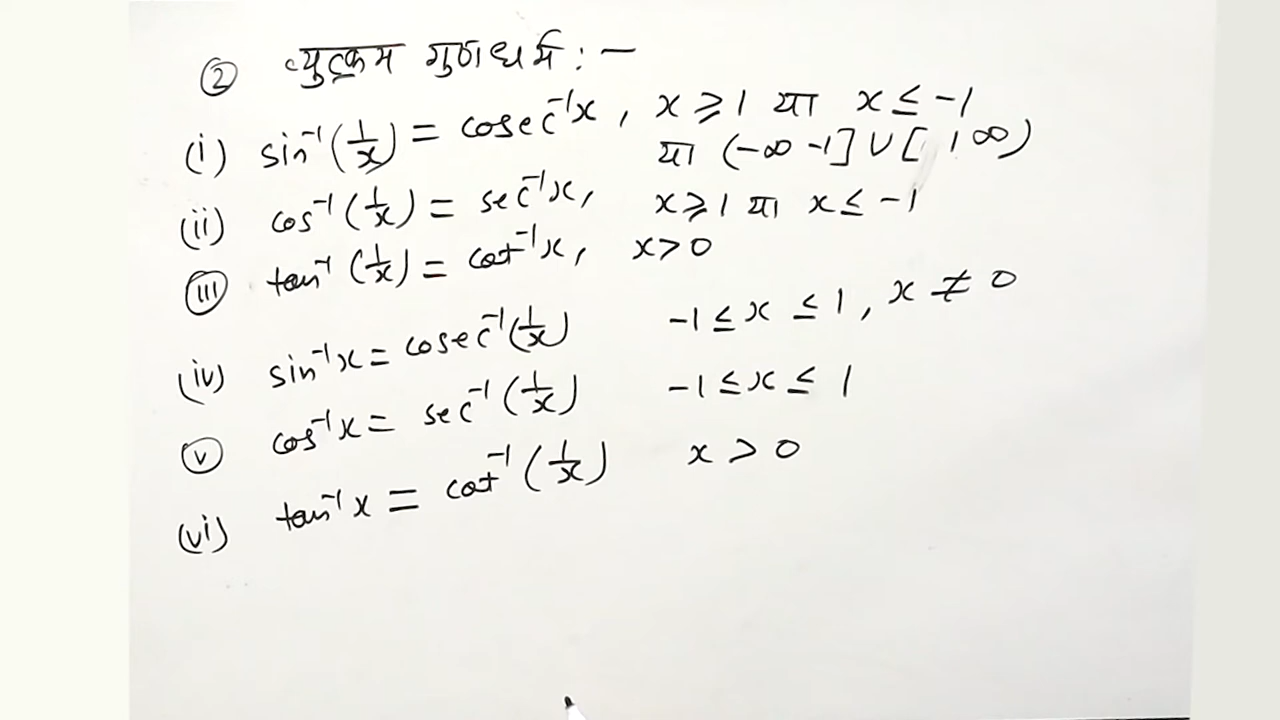 ② व्युत्क्रम गुणधर्म : —
(i) sin⁻¹(1/x) = cosec⁻¹x, x ⩾ 1 या x ≤ -1
या (-∞ -1] ∪ [1 ∞)
(ii) cos⁻¹(1/x) = sec⁻¹x, x ⩾ 1 या x ≤ -1
(iii) tan⁻¹(1/x) = cot⁻¹x, x > 0
(iv) sin⁻¹x = cosec⁻¹(1/x) -1 ≤ x ≤ 1, x ≠ 0
(v) cos⁻¹x = sec⁻¹(1/x) -1 ≤ x ≤ 1
(vi) tan⁻¹x = cot⁻¹(1/x) x > 0